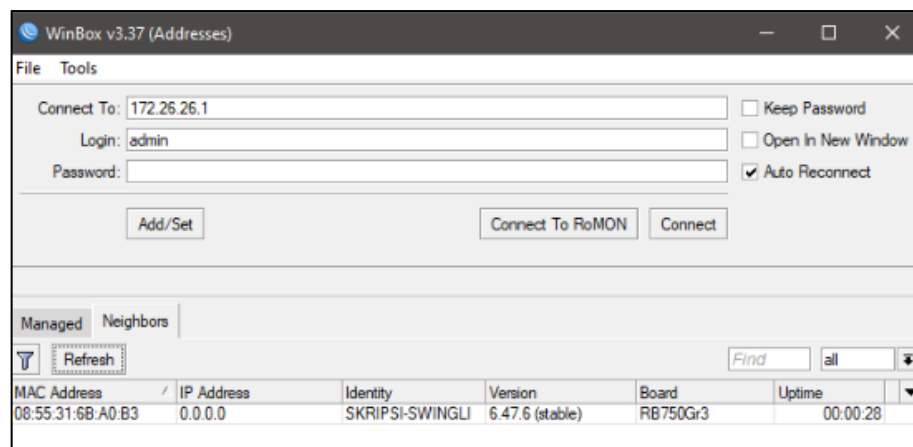 WinBox v3.37 (Addresses)
File Tools
Connect To: 172.26.26.1 Keep Password
Login: admin Open In New Window
Password: Auto Reconnect
Add/Set Connect To RoMON Connect
Managed Neighbors
Refresh Find all
MAC Address IP Address Identity Version Board Uptime
08:55:31:6B:A0:B3 0.0.0.0 SKRIPSI-SWINGLI 6.47.6 (stable) RB750Gr3 00:00:28